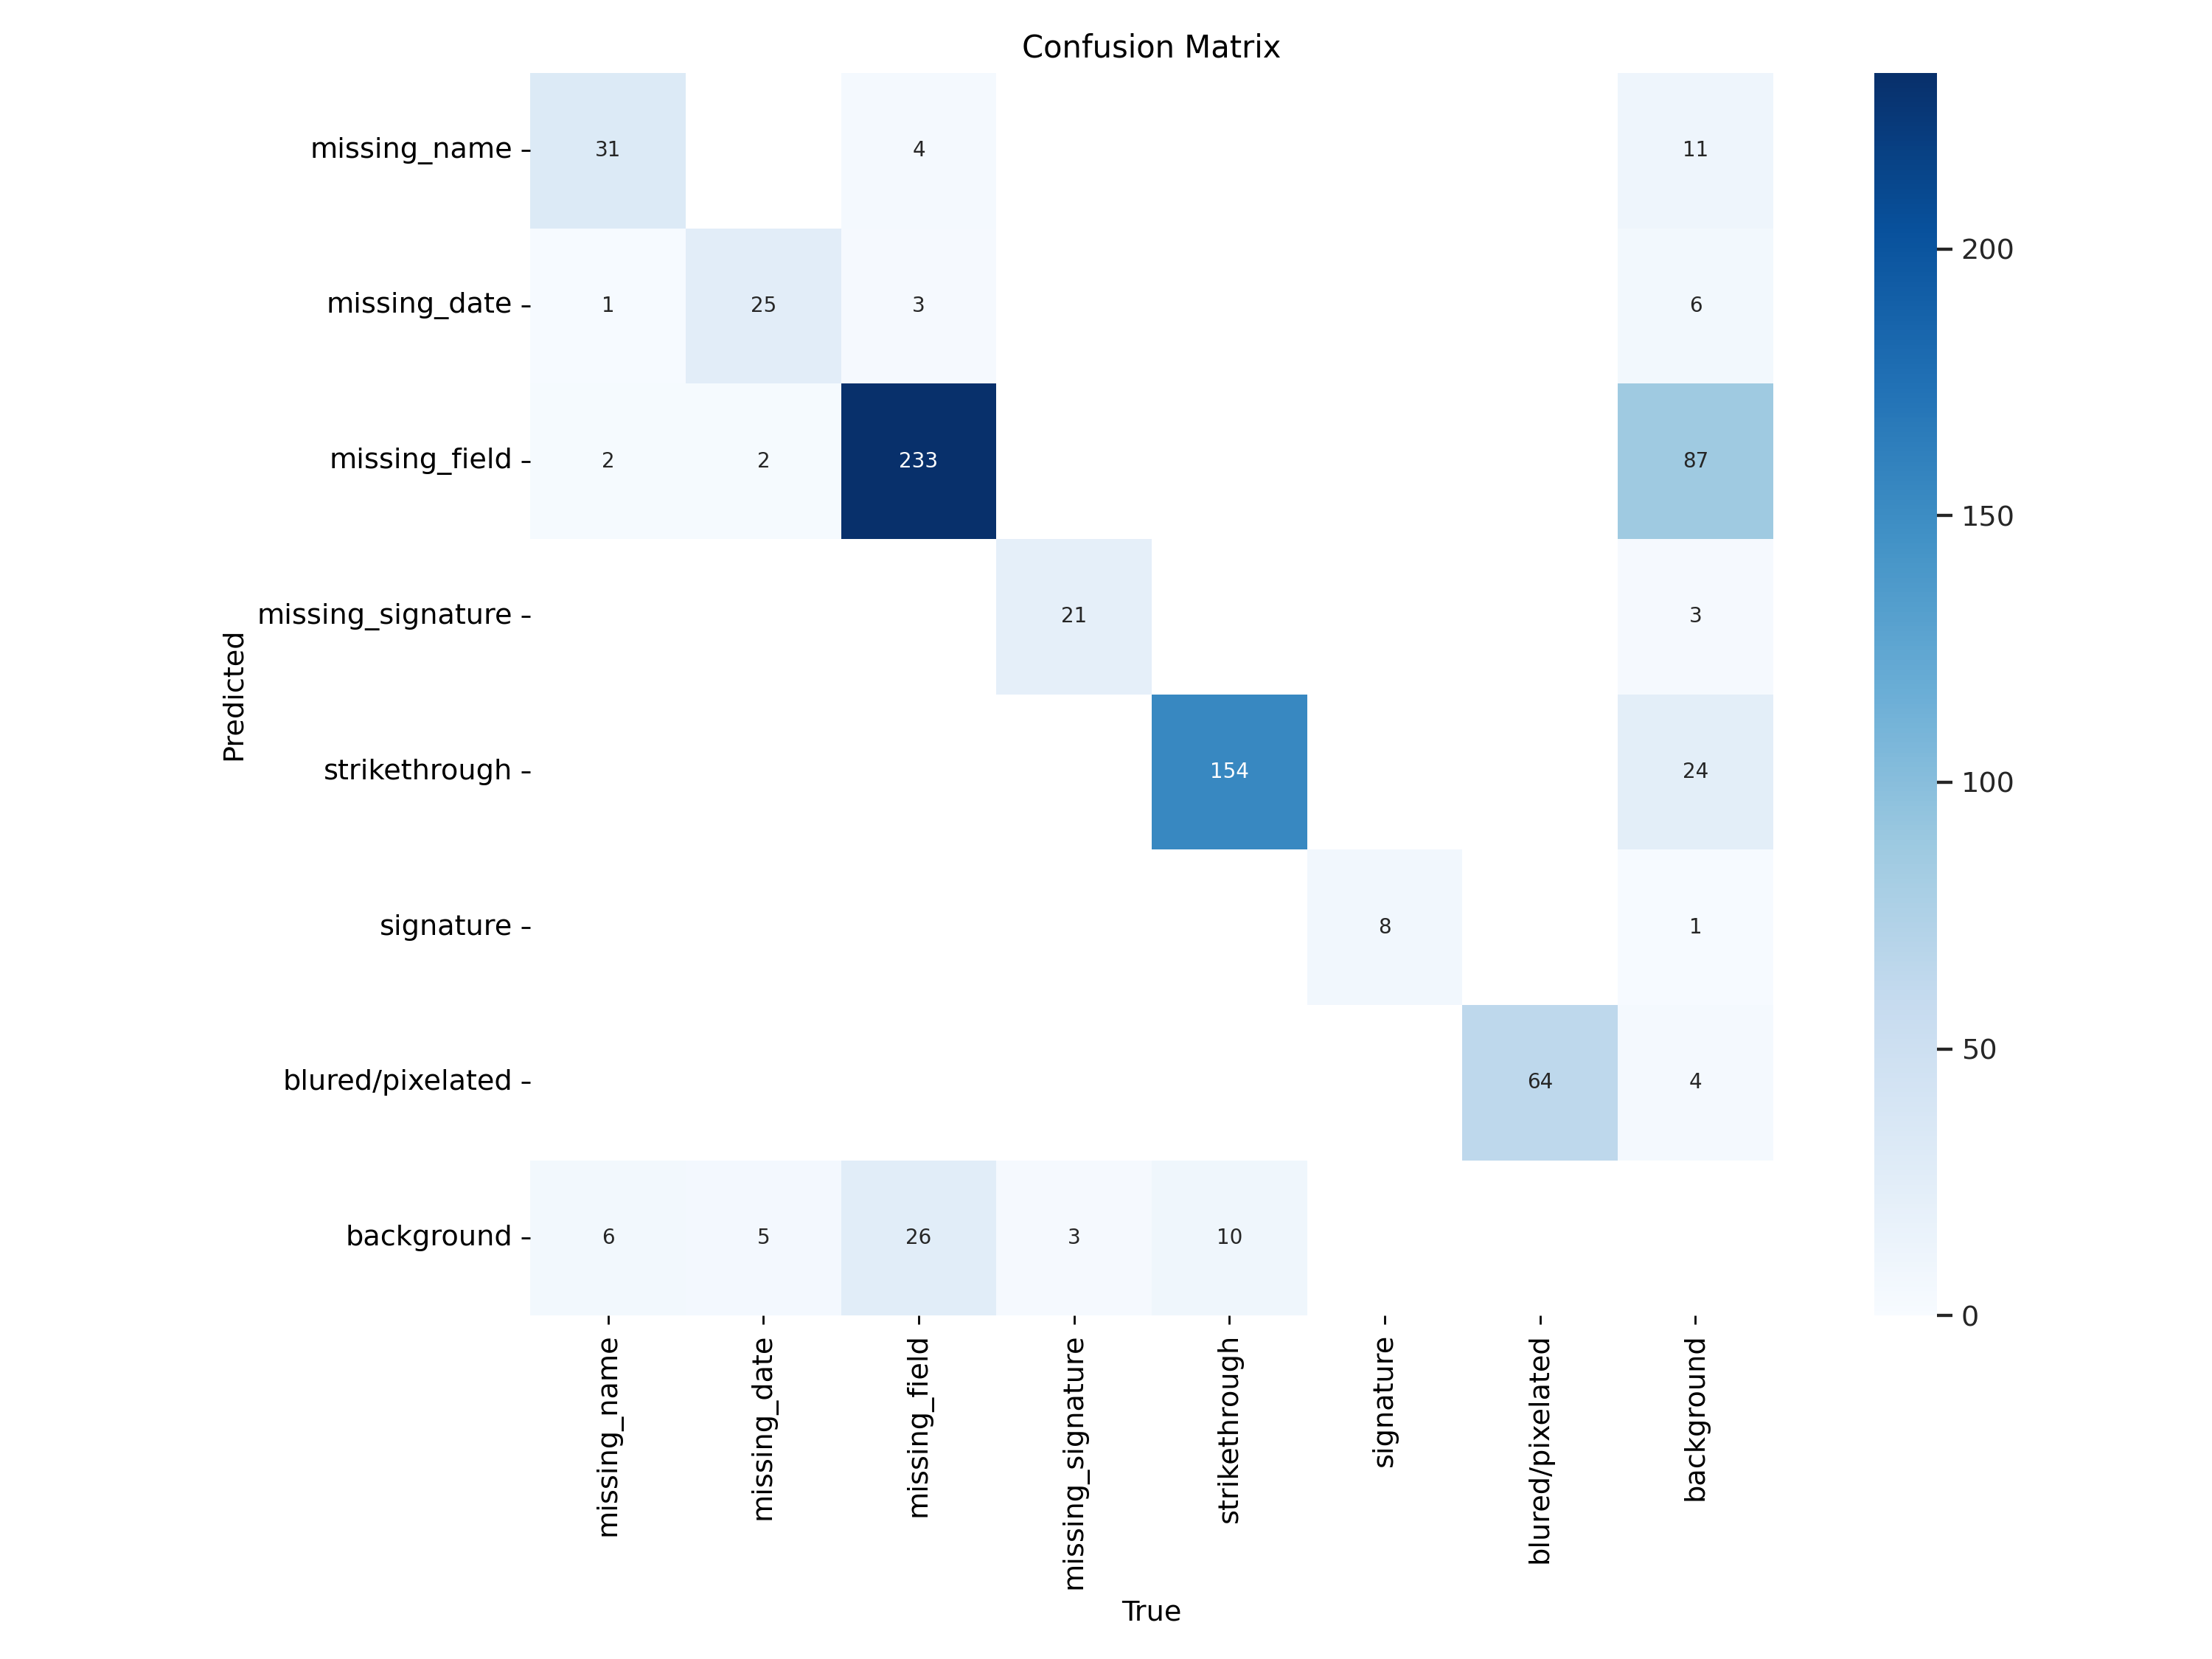 Confusion Matrix
missing_name 31 4 11
missing_date 1 25 3 6
missing_field 2 2 233 87
missing_signature 21 3
strikethrough 154 24
signature 8 1
blured/pixelated 64 4
background 6 5 26 3 10
Predicted
missing_name
missing_date
missing_field
missing_signature
strikethrough
signature
blured/pixelated
background
True
200
150
100
50
0